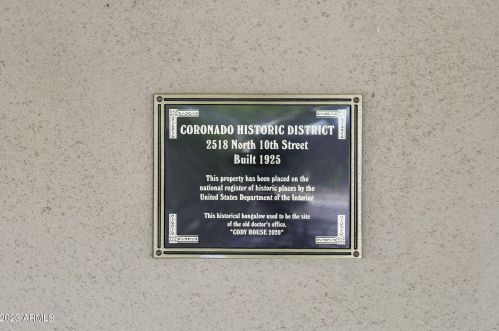 CORONADO HISTORIC DISTRICT
2518 North 10th Street
Built 1925
This property has been placed on the
national register of historic places by the
United States Department of the Interior
This historical bungalow used to be the site
of the old doctor's office.
"CODY HOUSE 2020"
2023 ARMLS